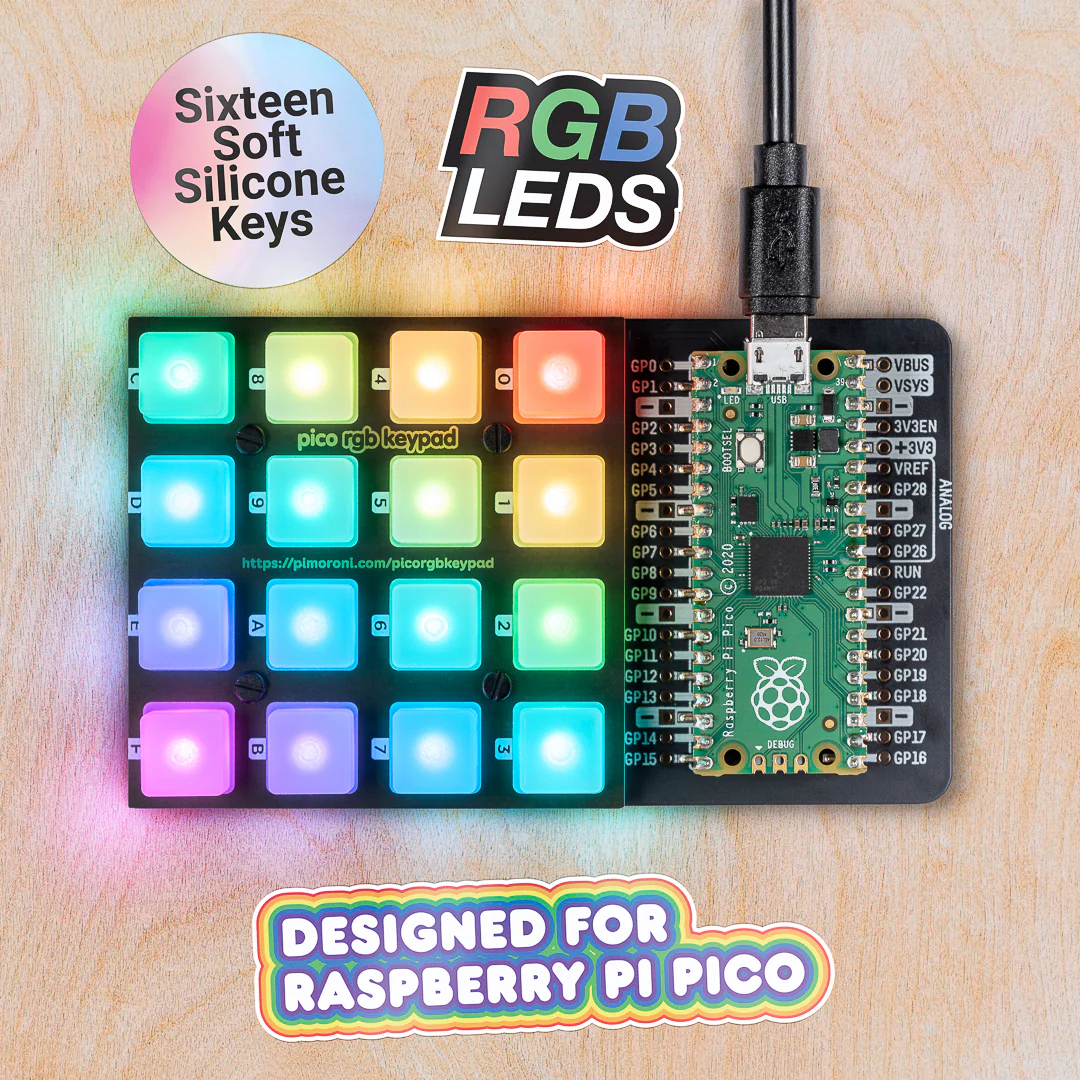 Sixteen
Soft
Silicone
Keys
RGB
LEDS
C
8
4
0
pico rgb keypad
D
9
5
1
https://pimoroni.com/picorgbkeypad
E
A
6
2
F
B
7
3
GP0
GP1
-
GP2
GP3
GP4
GP5
-
GP6
GP7
GP8
GP9
-
GP10
GP11
GP12
GP13
-
GP14
GP15
1
2
LED
USB
39
BOOTSEL
Raspberry Pi Pico © 2020
DEBUG
VBUS
VSYS
-
3V3EN
+3V3
VREF
GP28
-
GP27
GP26
RUN
GP22
-
GP21
GP20
GP19
GP18
-
GP17
GP16
ANALOG
DESIGNED FOR
RASPBERRY PI PICO